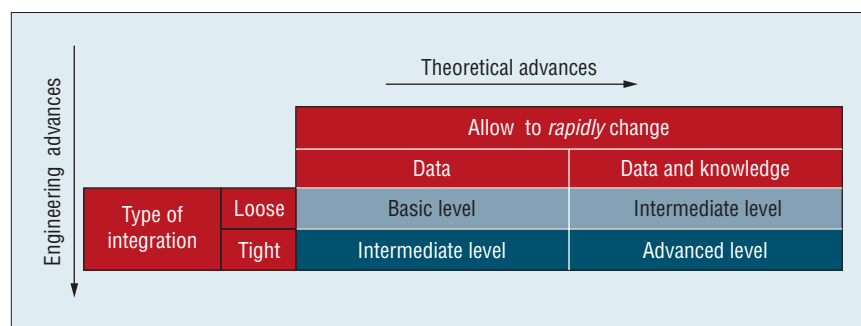 Engineering advances
Theoretical advances
Allow to rapidly change
Data
Data and knowledge
Type of
integration
Loose
Basic level
Intermediate level
Tight
Intermediate level
Advanced level